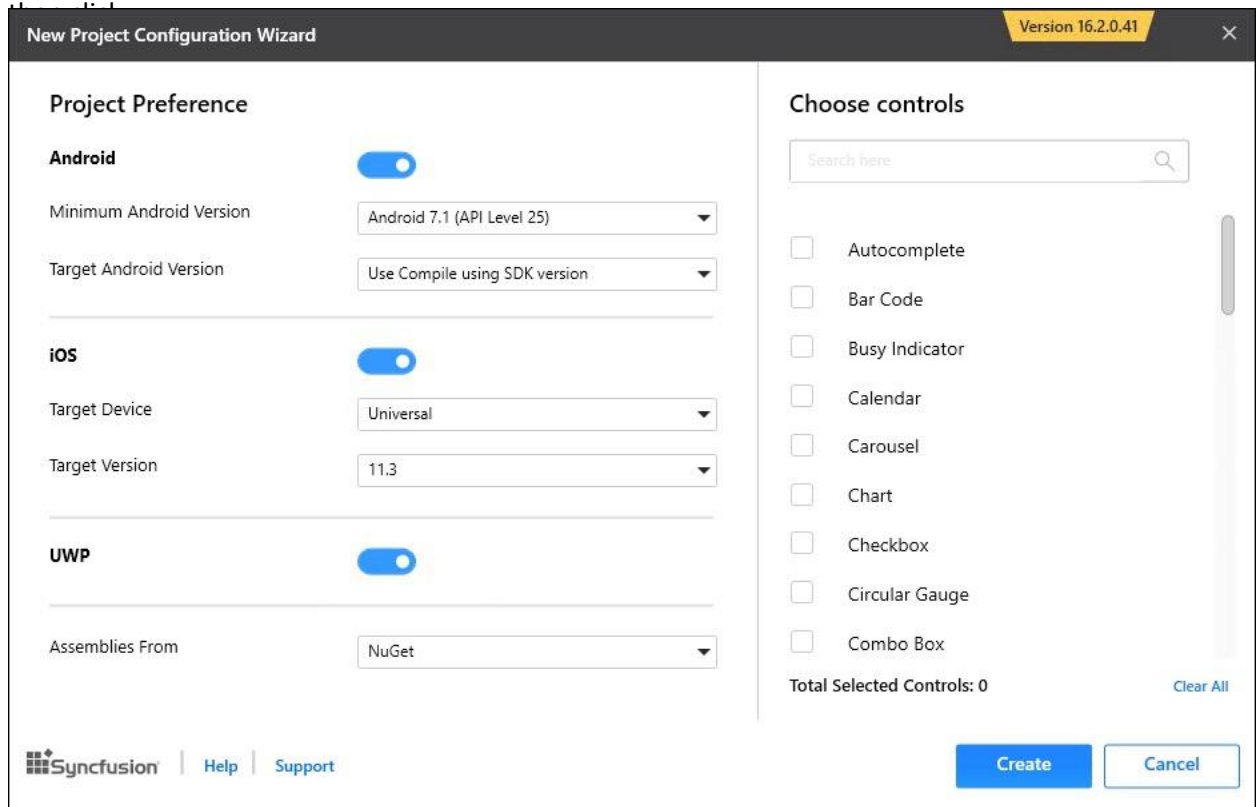 New Project Configuration Wizard
Version 16.2.0.41
Project Preference
Android
Minimum Android Version
Android 7.1 (API Level 25)
Target Android Version
Use Compile using SDK version
iOS
Target Device
Universal
Target Version
11.3
UWP
Assemblies From
NuGet
Choose controls
Search here
Autocomplete
Bar Code
Busy Indicator
Calendar
Carousel
Chart
Checkbox
Circular Gauge
Combo Box
Total Selected Controls: 0
Clear All
Syncfusion
Help
Support
Create
Cancel